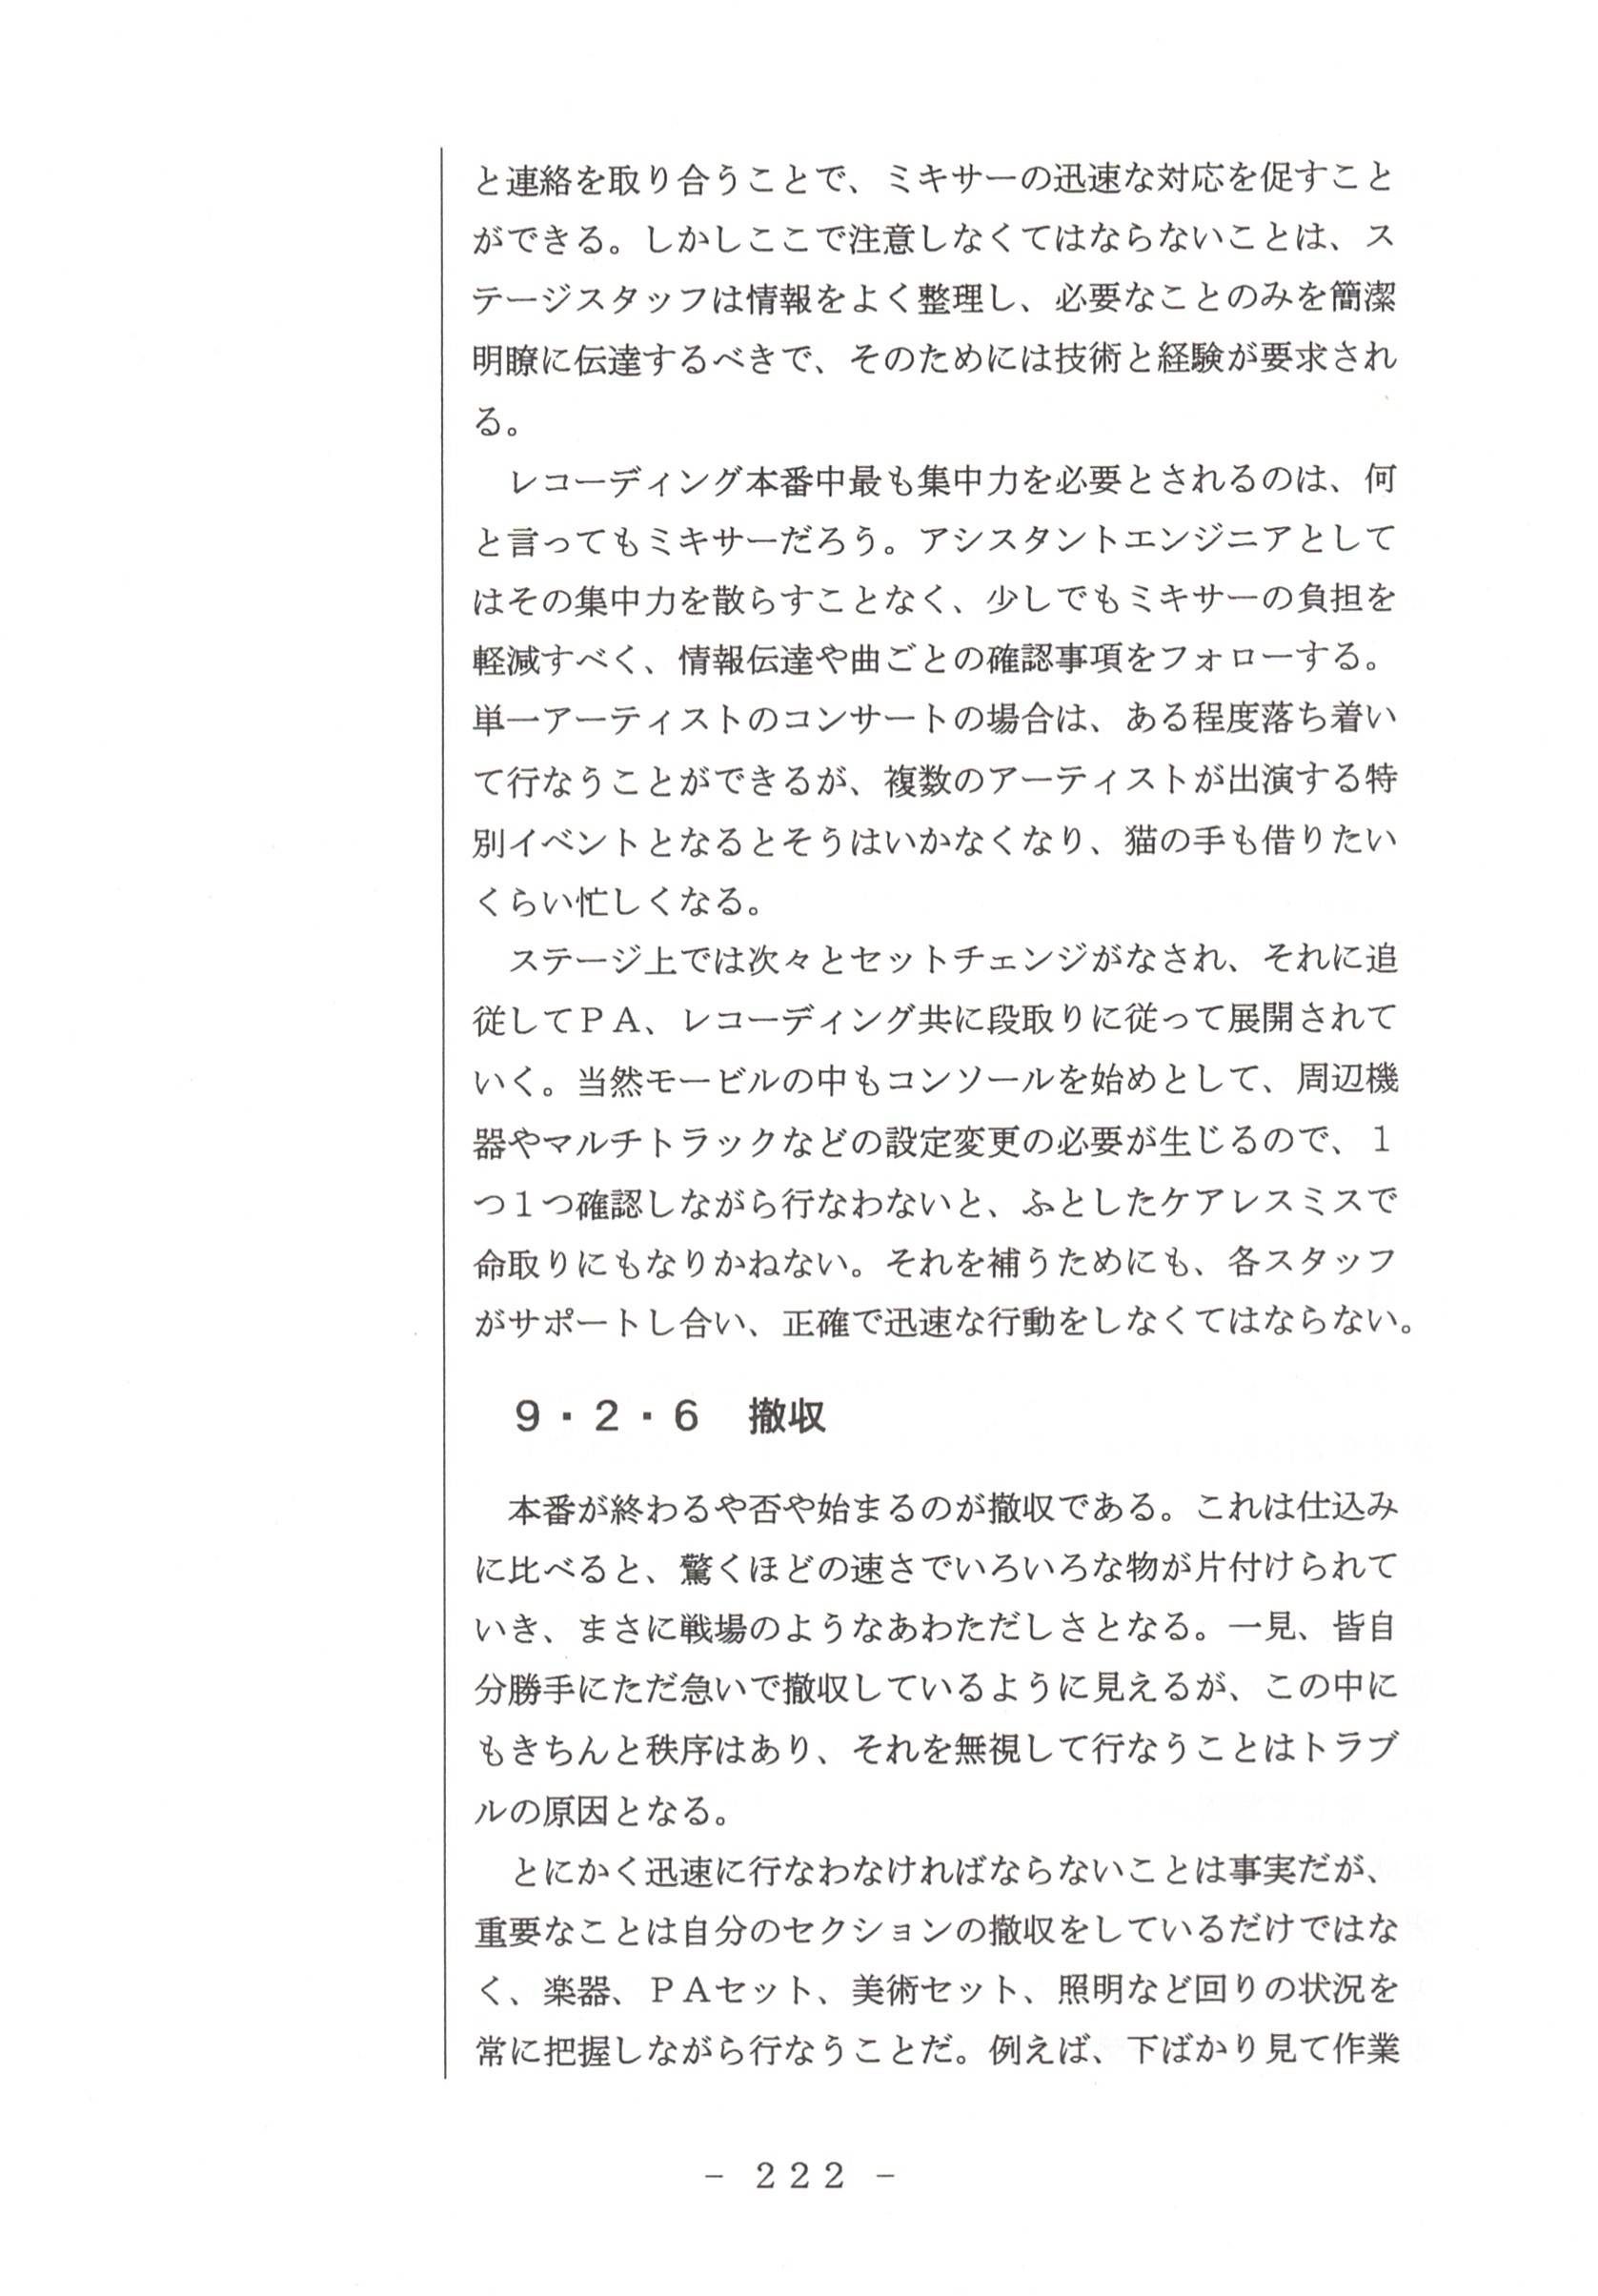 と連絡を取り合うことで、ミキサーの迅速な対応を促すこと
ができる。しかしここで注意しなくてはならないことは、ス
テージスタッフは情報をよく整理し、必要なことのみを簡潔
明瞭に伝達するべきで、そのためには技術と経験が要求され
る。
　レコーディング本番中最も集中力を必要とされるのは、何
と言ってもミキサーだろう。アシスタントエンジニアとして
はその集中力を散らすことなく、少しでもミキサーの負担を
軽減すべく、情報伝達や曲ごとの確認事項をフォローする。
単一アーティストのコンサートの場合は、ある程度落ち着い
て行なうことができるが、複数のアーティストが出演する特
別イベントとなるとそうはいかなくなり、猫の手も借りたい
くらい忙しくなる。
　ステージ上では次々とセットチェンジがなされ、それに追
従してＰＡ、レコーディング共に段取りに従って展開されて
いく。当然モービルの中もコンソールを始めとして、周辺機
器やマルチトラックなどの設定変更の必要が生じるので、１
つ１つ確認しながら行なわないと、ふとしたケアレスミスで
命取りにもなりかねない。それを補うためにも、各スタッフ
がサポートし合い、正確で迅速な行動をしなくてはならない。
９・２・６　撤収
　本番が終わるや否や始まるのが撤収である。これは仕込み
に比べると、驚くほどの速さでいろいろな物が片付けられて
いき、まさに戦場のようなあわただしさとなる。一見、皆自
分勝手にただ急いで撤収しているように見えるが、この中に
もきちんと秩序はあり、それを無視して行なうことはトラブ
ルの原因となる。
　とにかく迅速に行なわなければならないことは事実だが、
重要なことは自分のセクションの撤収をしているだけではな
く、楽器、ＰＡセット、美術セット、照明など回りの状況を
常に把握しながら行なうことだ。例えば、下ばかり見て作業
－ 222 －